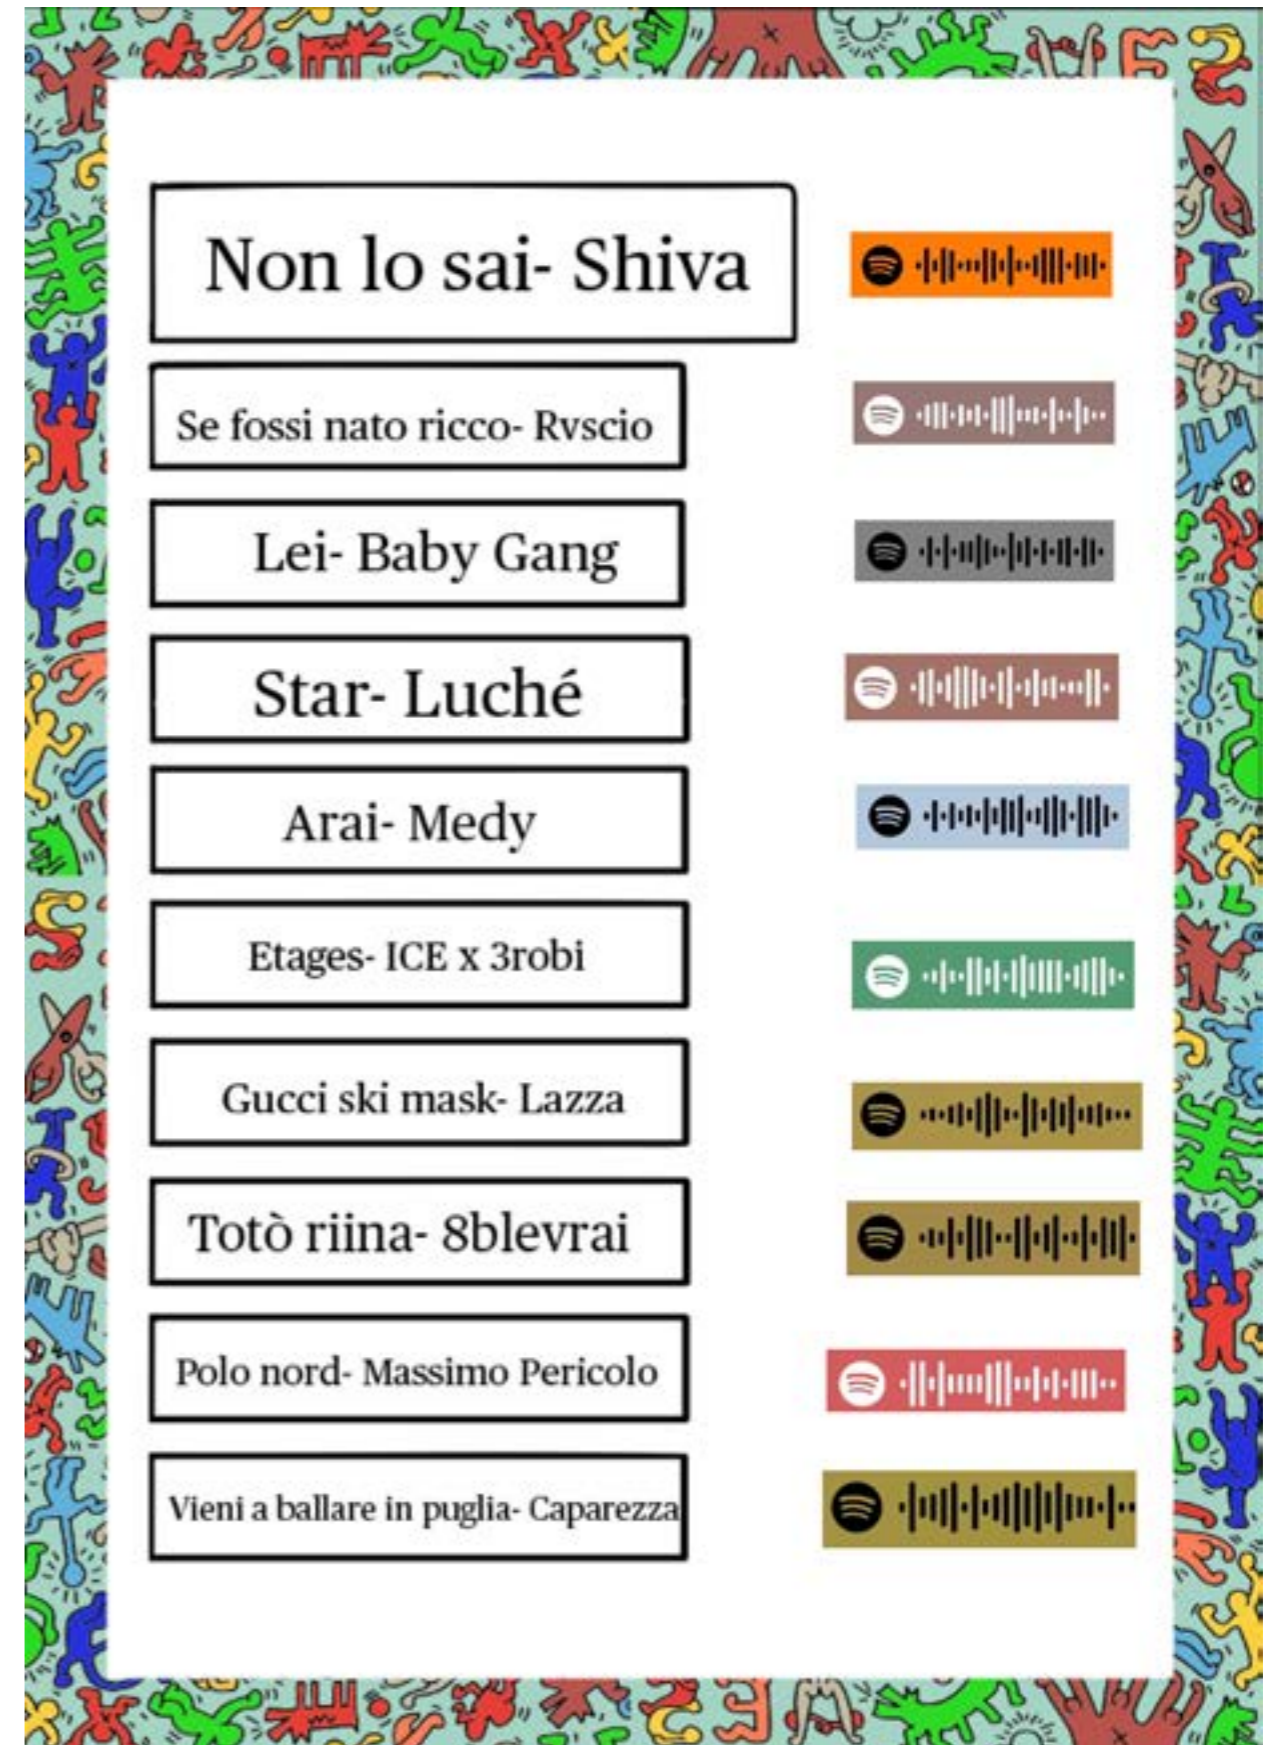 Non lo sai- Shiva
Se fossi nato ricco- Rvscio
Lei- Baby Gang
Star- Luché
Arai- Medy
Etages- ICE x 3robi
Gucci ski mask- Lazza
Totò riina- 8blevrai
Polo nord- Massimo Pericolo
Vieni a ballare in puglia- Caparezza